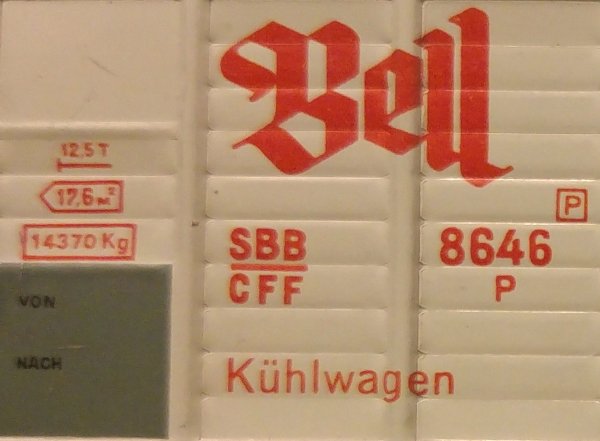 Bell
12.5 T
17,6 M²
P
14370 Kg
SBB
CFF
8646
P
VON
NACH
Kühlwagen